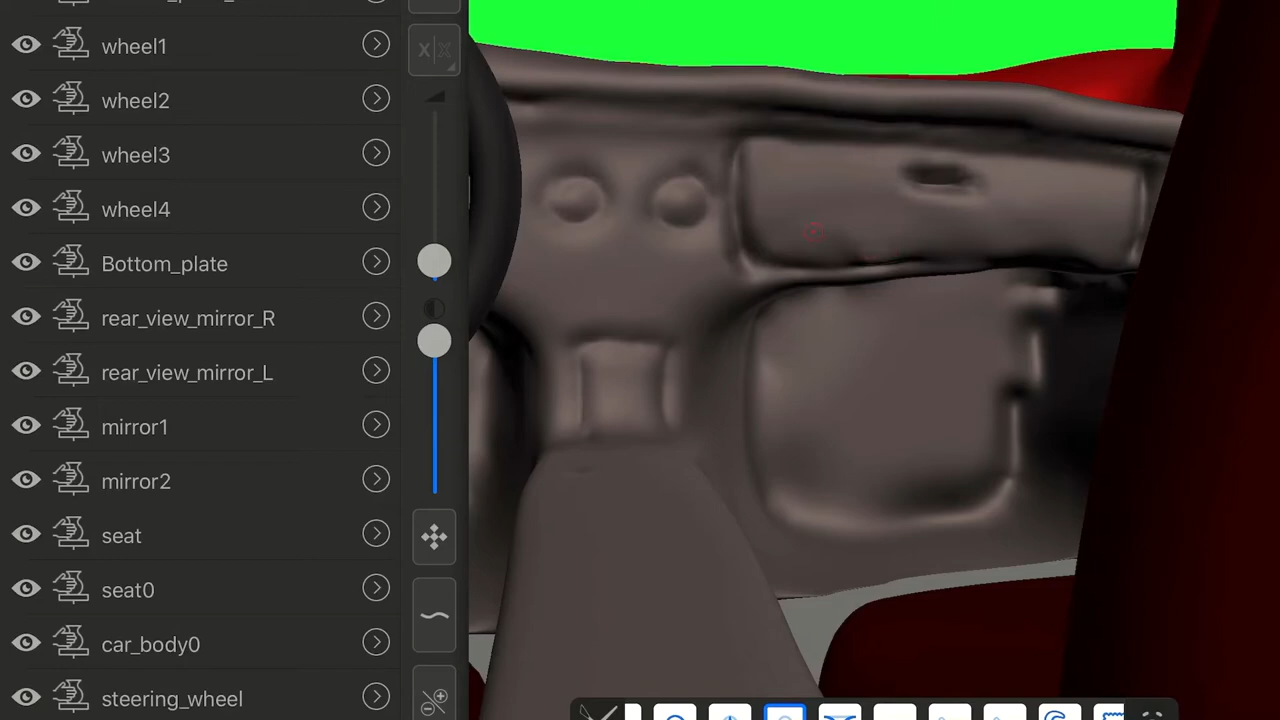 wheel1
wheel2
wheel3
wheel4
Bottom_plate
rear_view_mirror_R
rear_view_mirror_L
mirror1
mirror2
seat
seat0
car_body0
steering_wheel